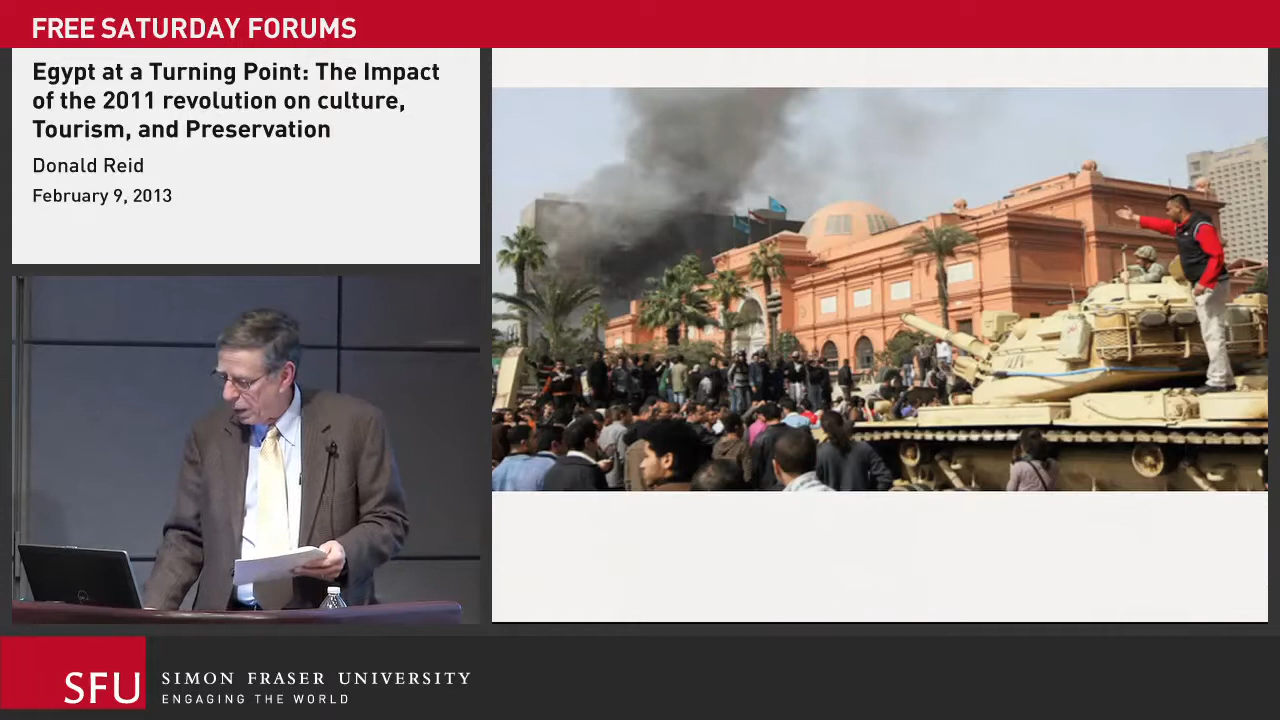 FREE SATURDAY FORUMS
Egypt at a Turning Point: The Impact
of the 2011 revolution on culture,
Tourism, and Preservation
Donald Reid
February 9, 2013
SFU
SIMON FRASER UNIVERSITY
ENGAGING THE WORLD